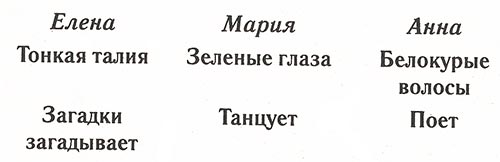 Елена Мария Анна
Тонкая талия Зеленые глаза Белокурые
волосы
Загадки Танцует Поет
загадывает